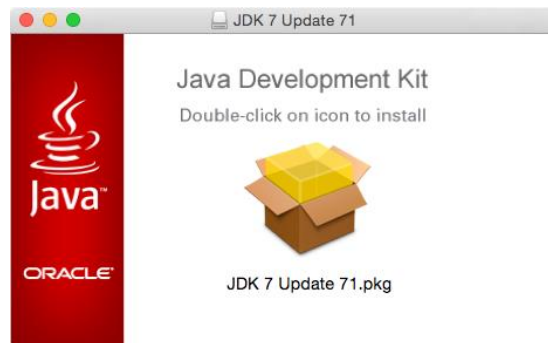 JDK 7 Update 71
Java Development Kit
Double-click on icon to install
Java™
ORACLE®
JDK 7 Update 71.pkg